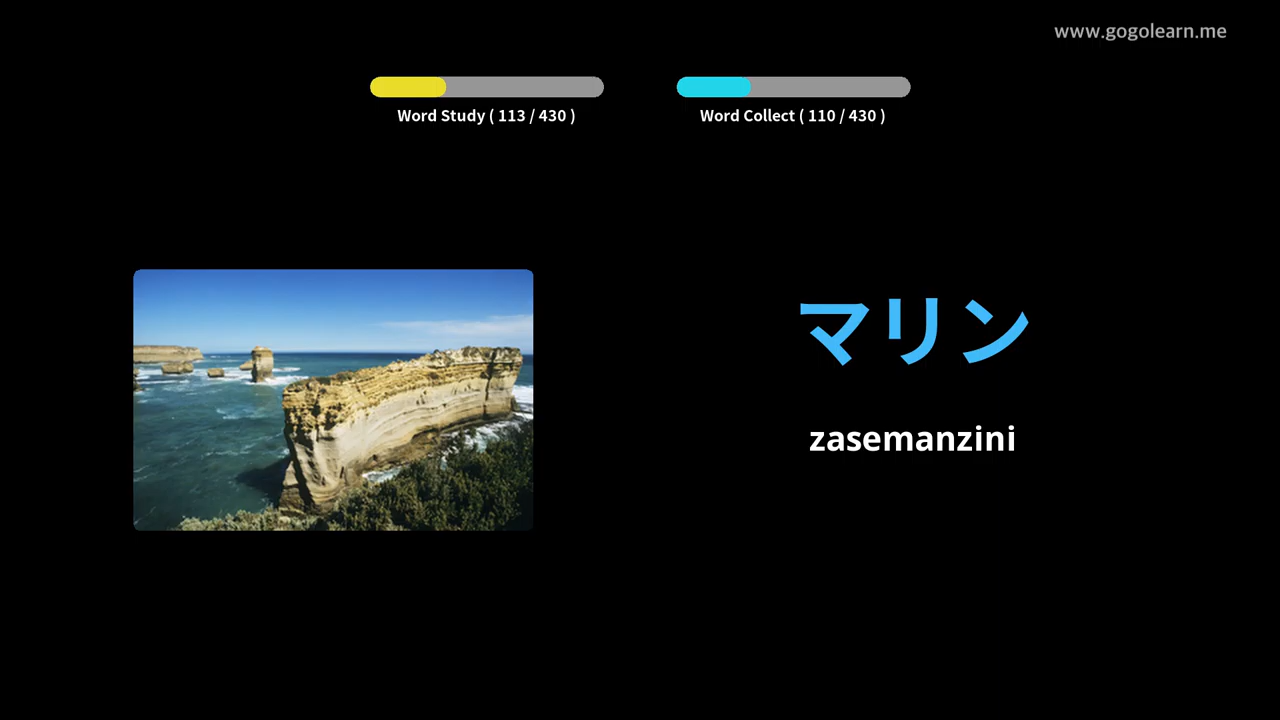 www.gogolearn.me
Word Study ( 113 / 430 )
Word Collect ( 110 / 430 )
マリン
zasemanzini